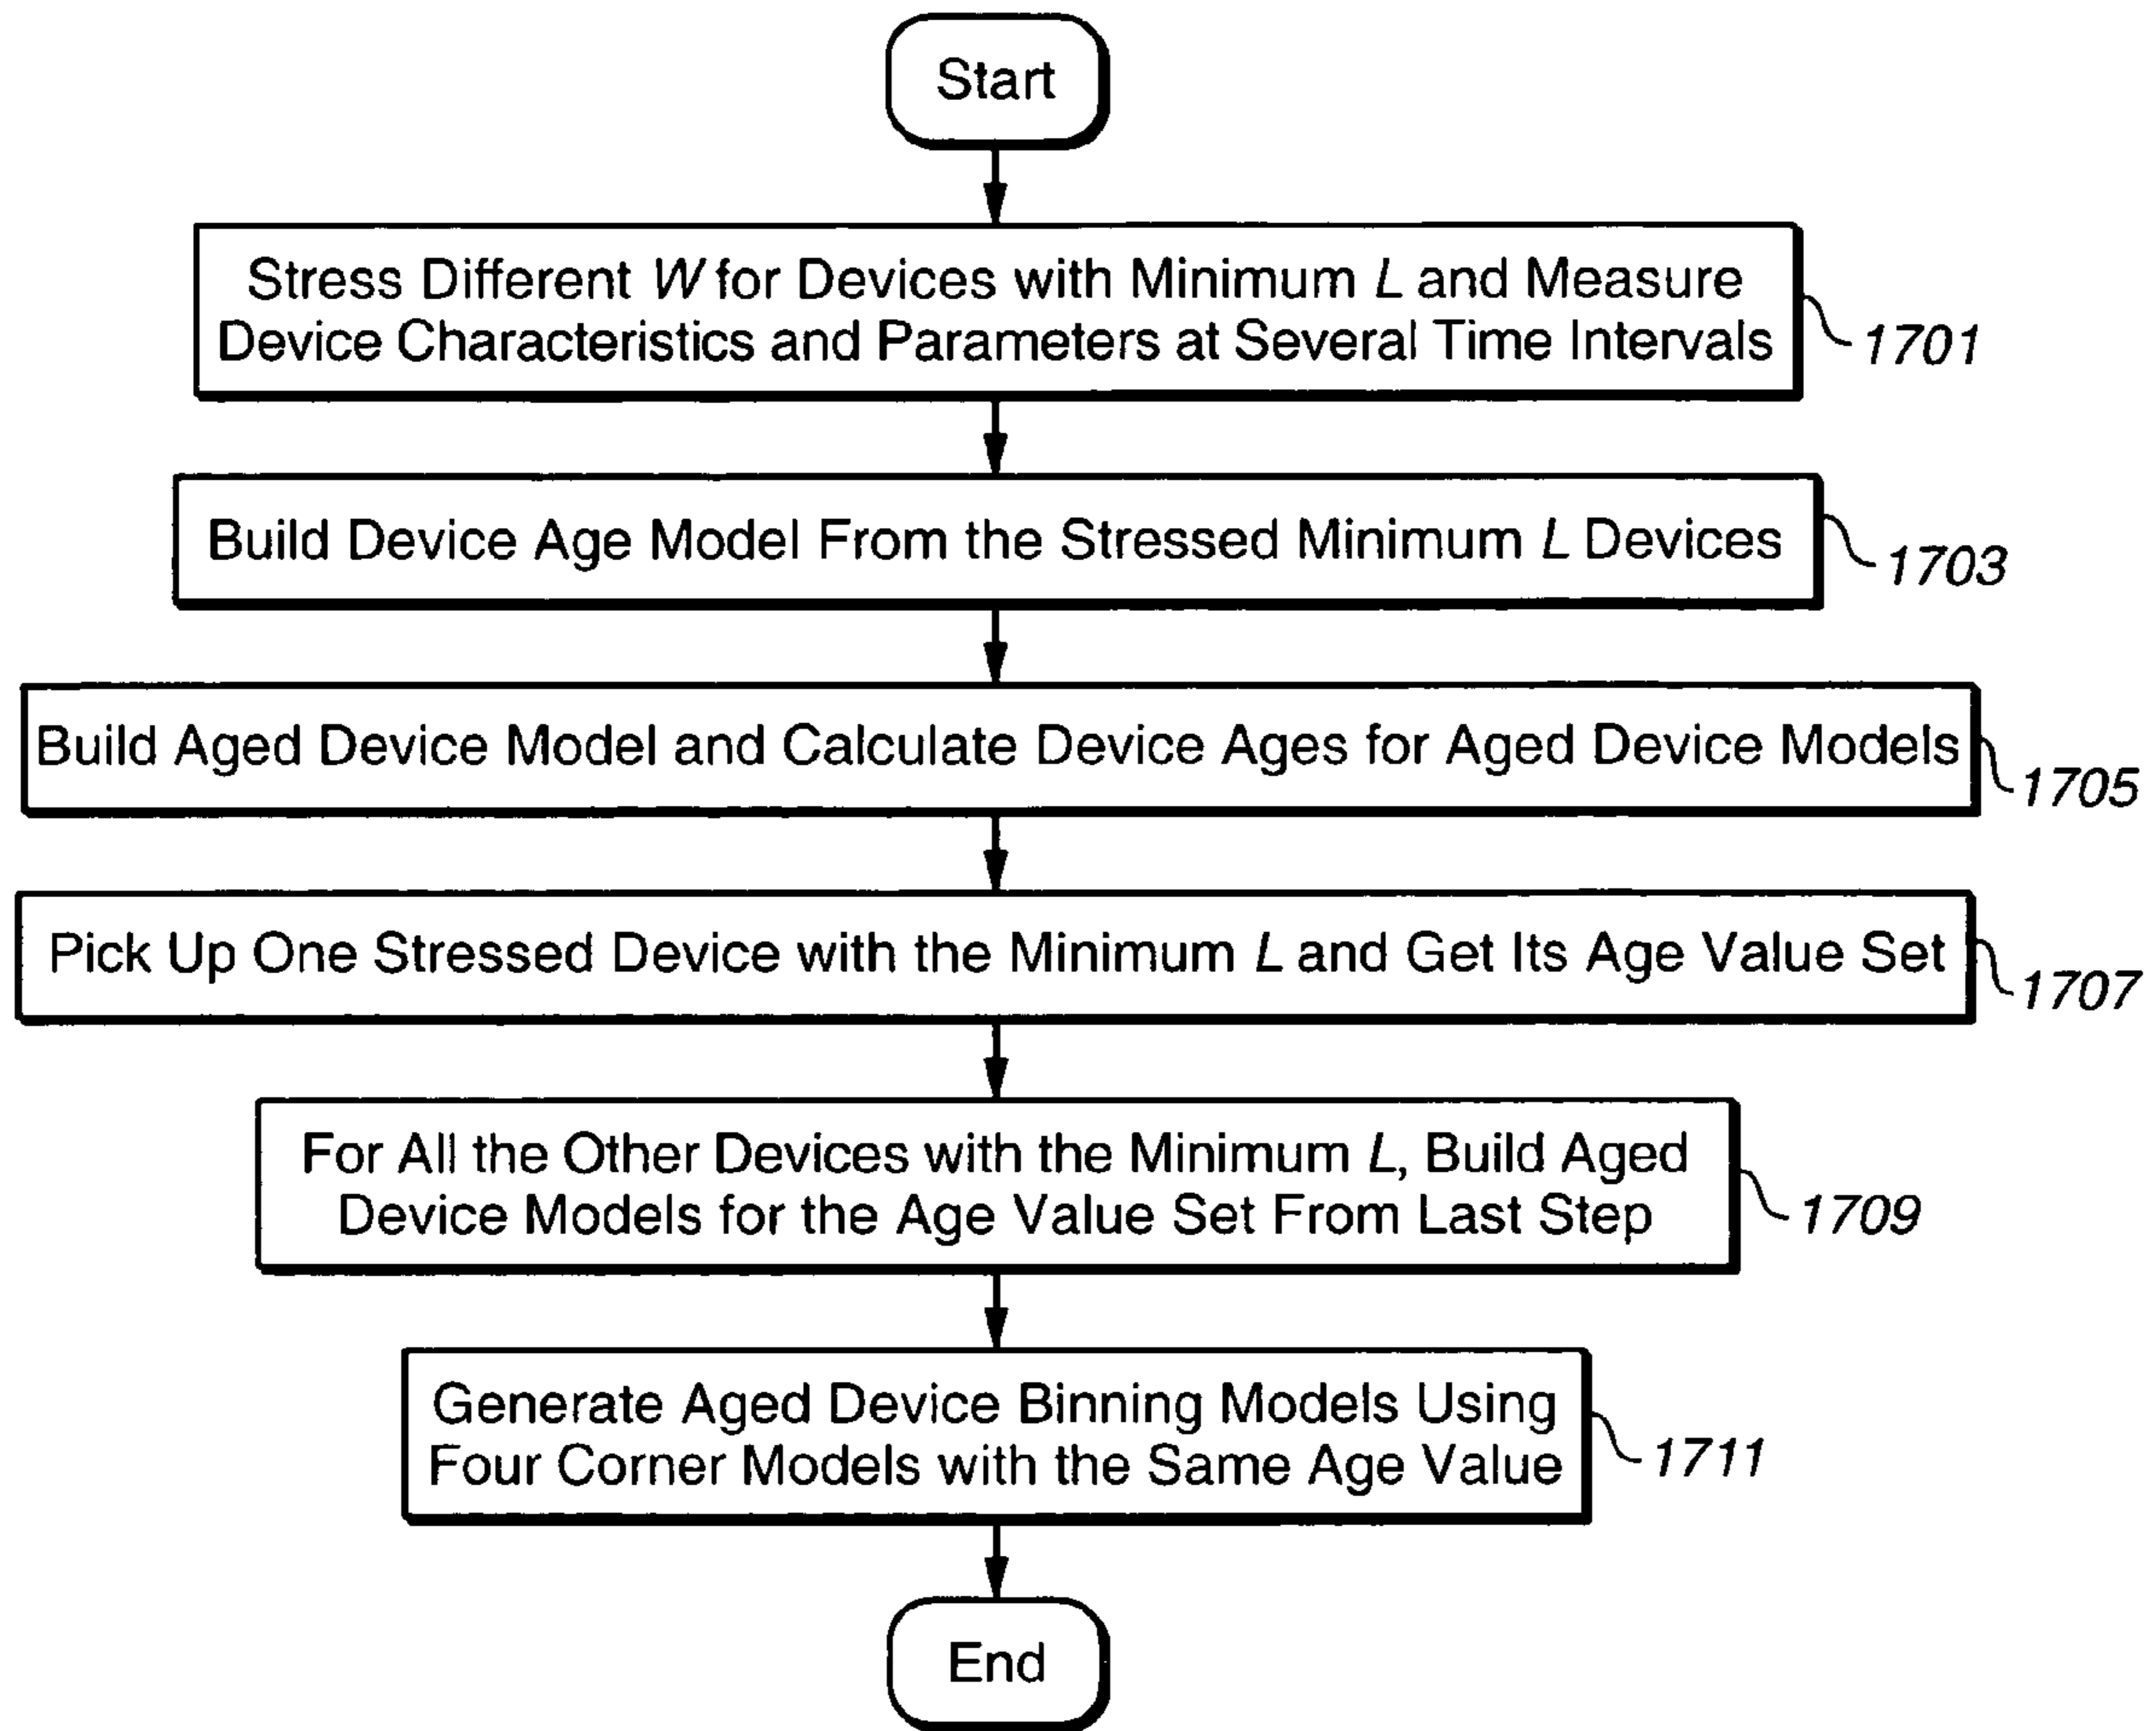 Start
Stress Different W for Devices with Minimum L and Measure
Device Characteristics and Parameters at Several Time Intervals
1701
Build Device Age Model From the Stressed Minimum L Devices
1703
Build Aged Device Model and Calculate Device Ages for Aged Device Models
1705
Pick Up One Stressed Device with the Minimum L and Get Its Age Value Set
1707
For All the Other Devices with the Minimum L, Build Aged
Device Models for the Age Value Set From Last Step
1709
Generate Aged Device Binning Models Using
Four Corner Models with the Same Age Value
1711
End